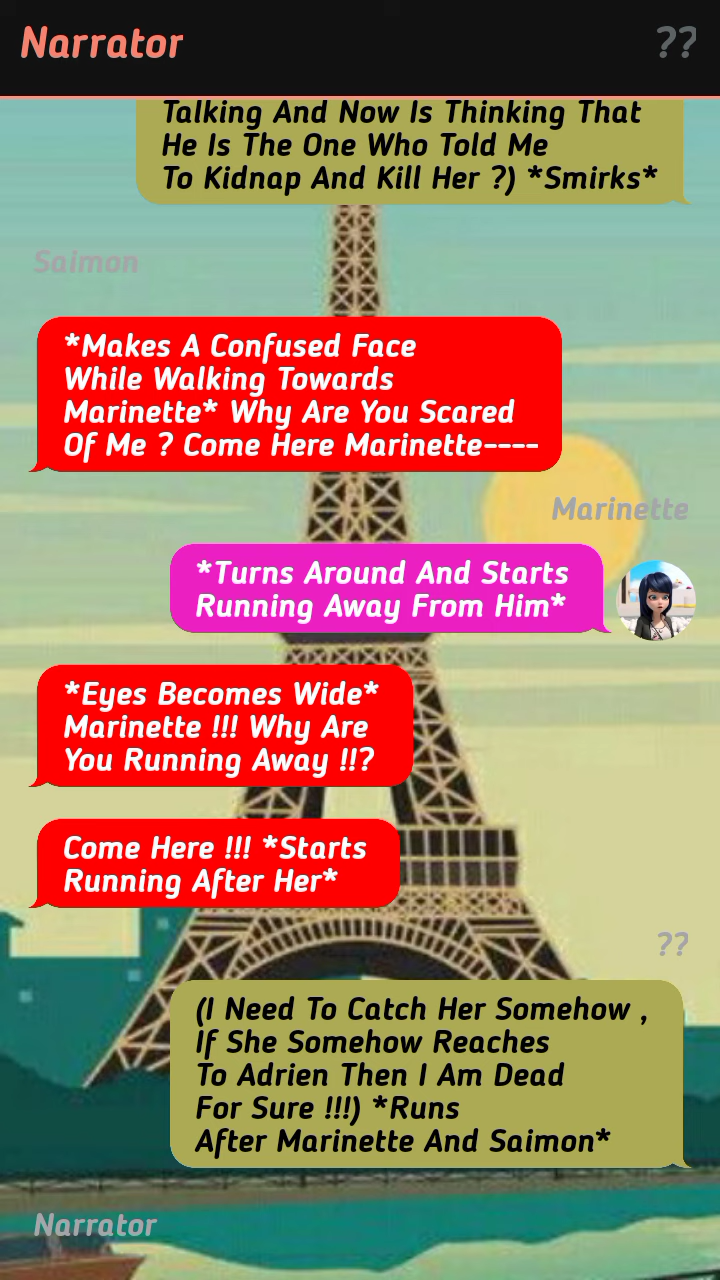 Narrator
??
Talking And Now Is Thinking That
He Is The One Who Told Me
To Kidnap And Kill Her ?) *Smirks*
Saimon
*Makes A Confused Face
While Walking Towards
Marinette* Why Are You Scared
Of Me ? Come Here Marinette----
Marinette
*Turns Around And Starts
Running Away From Him*
*Eyes Becomes Wide*
Marinette !!! Why Are
You Running Away !!?
Come Here !!! *Starts
Running After Her*
??
(I Need To Catch Her Somehow ,
If She Somehow Reaches
To Adrien Then I Am Dead
For Sure !!!) *Runs
After Marinette And Saimon*
Narrator